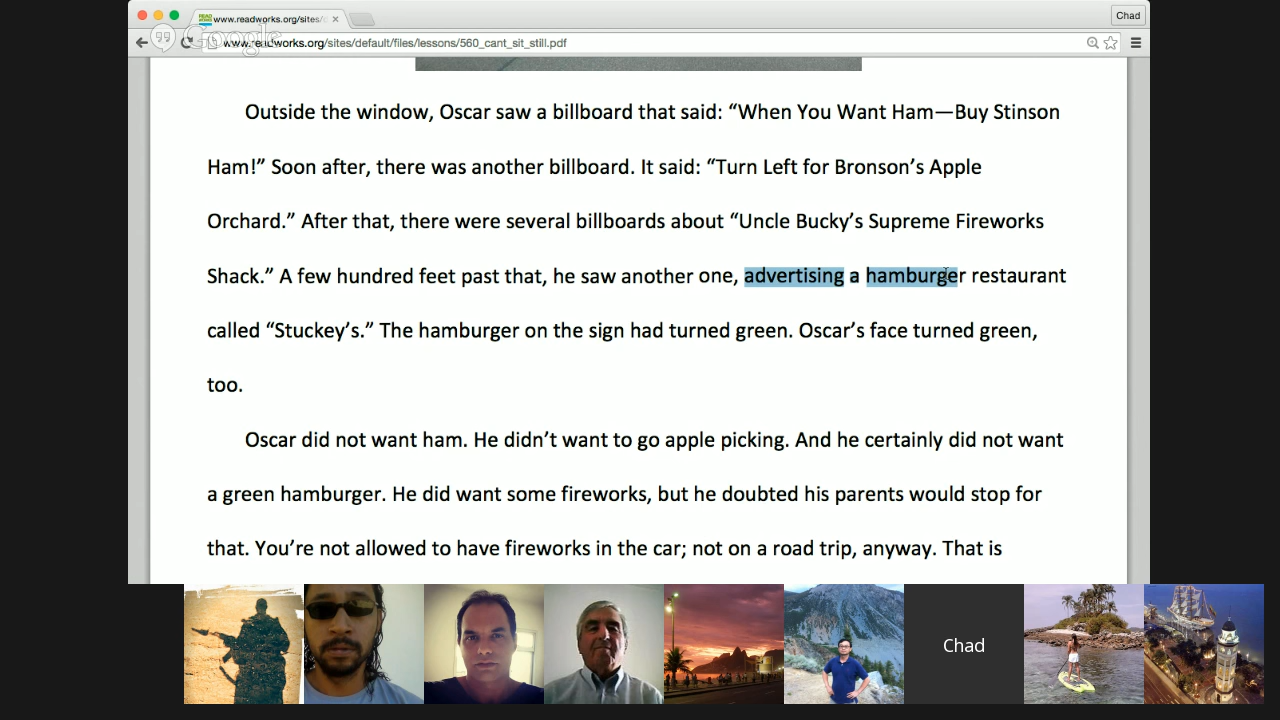 www.readworks.org/sites/
Chad
Google
www.readworks.org/sites/default/files/lessons/560_cant_sit_still.pdf
Outside the window, Oscar saw a billboard that said: “When You Want Ham—Buy Stinson
Ham!” Soon after, there was another billboard. It said: “Turn Left for Bronson’s Apple
Orchard.” After that, there were several billboards about “Uncle Bucky’s Supreme Fireworks
Shack.” A few hundred feet past that, he saw another one, advertising a hamburger restaurant
called “Stuckey’s.” The hamburger on the sign had turned green. Oscar’s face turned green,
too.
Oscar did not want ham. He didn’t want to go apple picking. And he certainly did not want
a green hamburger. He did want some fireworks, but he doubted his parents would stop for
that. You’re not allowed to have fireworks in the car; not on a road trip, anyway. That is
Chad